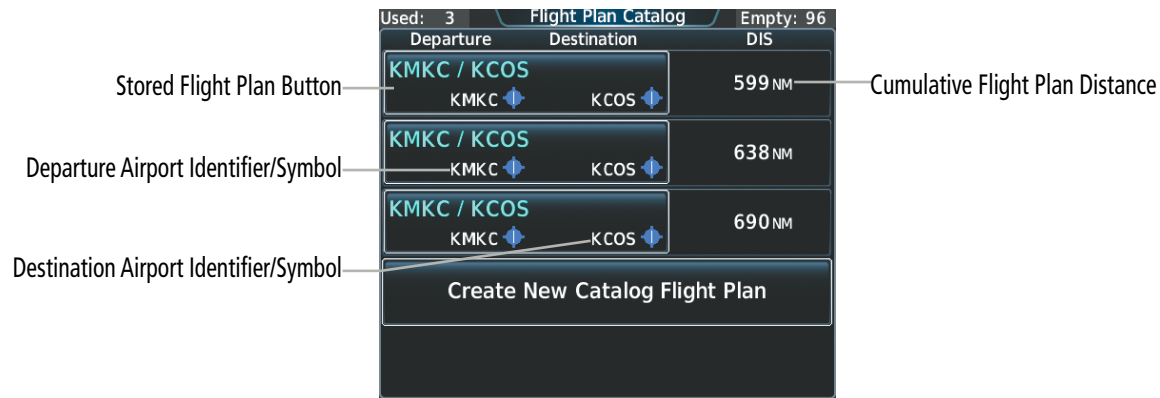 Used: 3 Flight Plan Catalog Empty: 96
Departure Destination DIS
KMKC / KCOS
Stored Flight Plan Button
599 NM
Cumulative Flight Plan Distance
KMKC KCOS
KMKC / KCOS
638 NM
Departure Airport Identifier/Symbol
KMKC KCOS
KMKC / KCOS
690 NM
KMKC KCOS
Destination Airport Identifier/Symbol
Create New Catalog Flight Plan